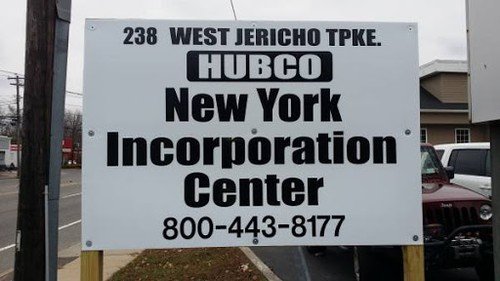 238 WEST JERICHO TPKE.
HUBCO
New York
Incorporation
Center
800-443-8177